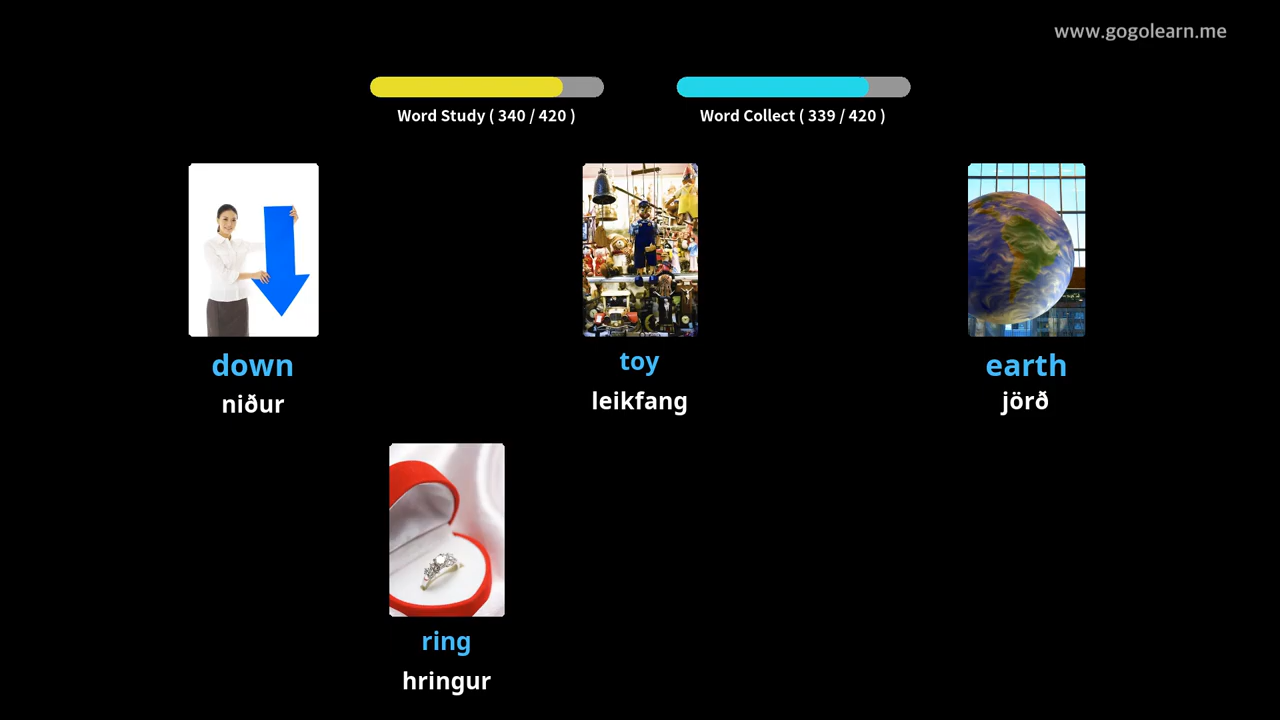 www.gogolearn.me
Word Study ( 340 / 420 )
Word Collect ( 339 / 420 )
down
niður
toy
leikfang
earth
jörð
ring
hringur